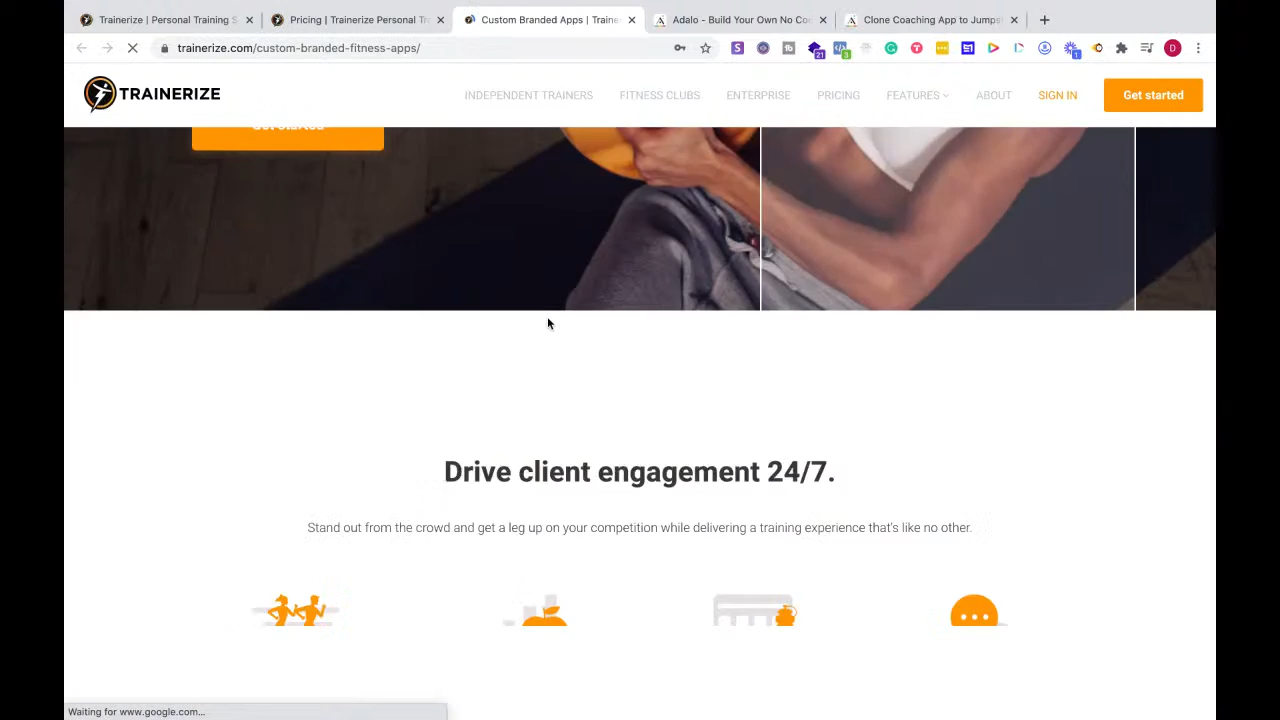 Trainerize | Personal Training S
Pricing | Trainerize Personal Tr
Custom Branded Apps | Traine
Adalo - Build Your Own No Co
Clone Coaching App to Jumps
trainerize.com/custom-branded-fitness-apps/
21
3
1
D
TRAINERIZE
INDEPENDENT TRAINERS
FITNESS CLUBS
ENTERPRISE
PRICING
FEATURES
ABOUT
SIGN IN
Get started
Drive client engagement 24/7.
Stand out from the crowd and get a leg up on your competition while delivering a training experience that's like no other.
Waiting for www.google.com...